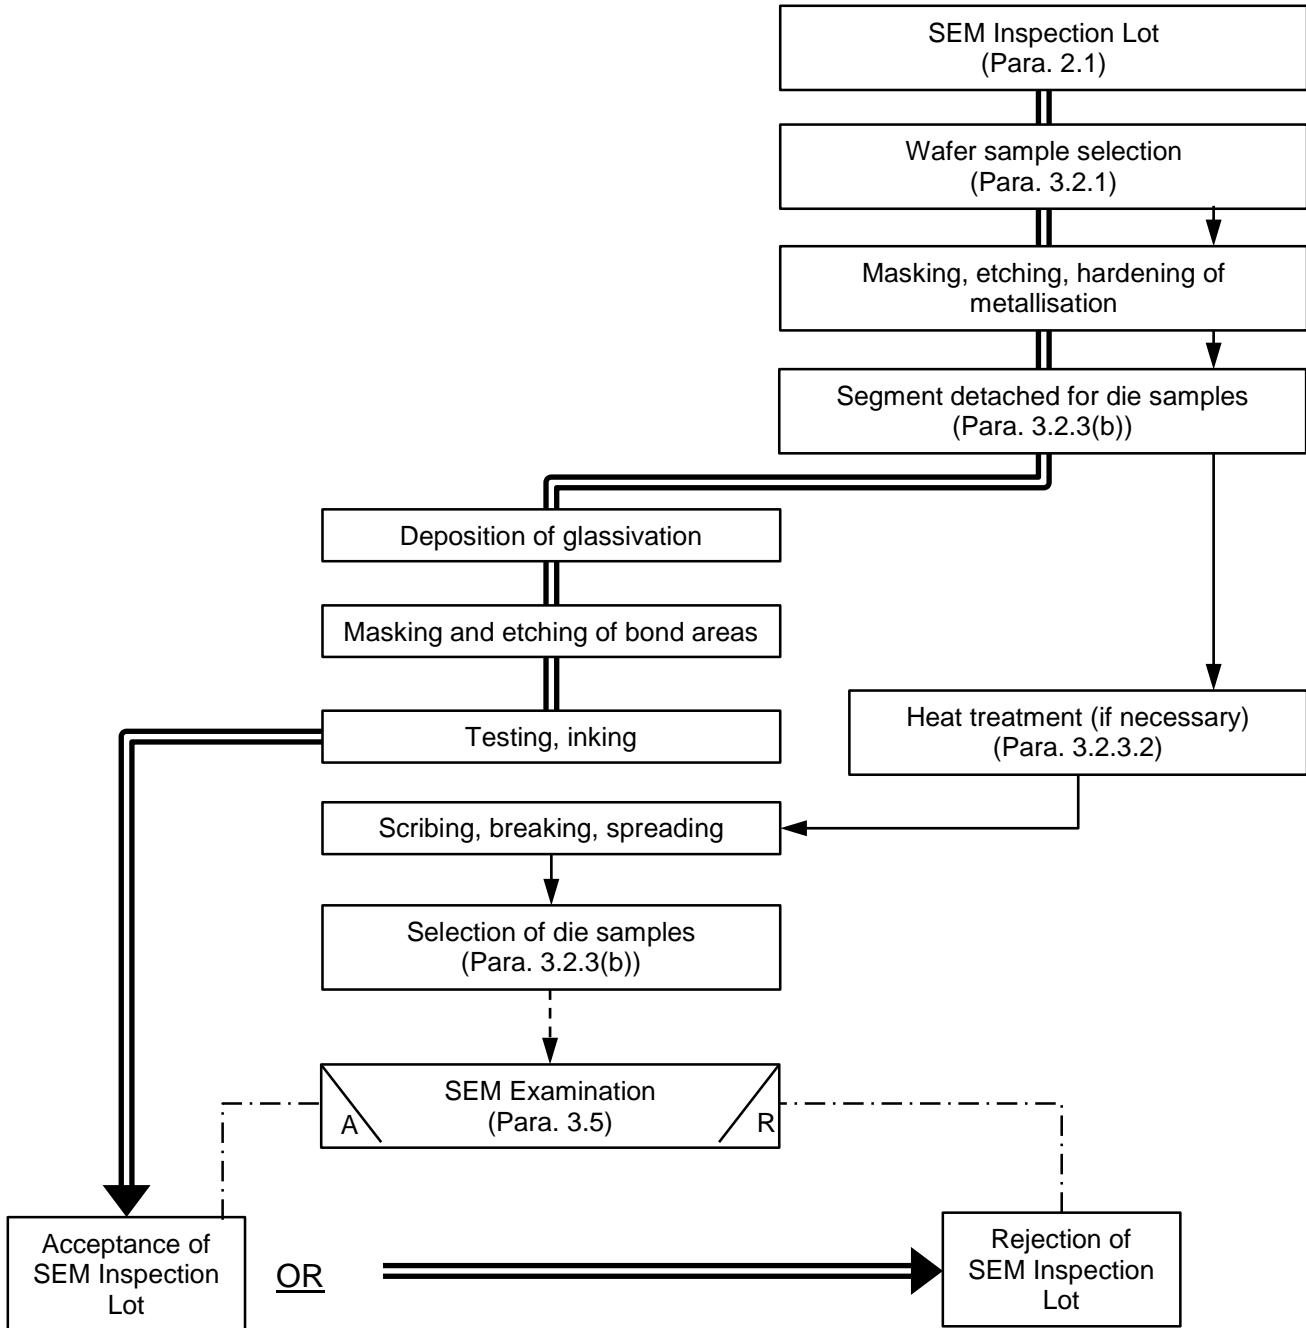 SEM Inspection Lot
(Para. 2.1)
Wafer sample selection
(Para. 3.2.1)
Masking, etching, hardening of
metallisation
Segment detached for die samples
(Para. 3.2.3(b))
Deposition of glassivation
Masking and etching of bond areas
Testing, inking
Heat treatment (if necessary)
(Para. 3.2.3.2)
Scribing, breaking, spreading
Selection of die samples
(Para. 3.2.3(b))
SEM Examination
(Para. 3.5)
A
R
Acceptance of
SEM Inspection
Lot
OR
Rejection of
SEM Inspection
Lot